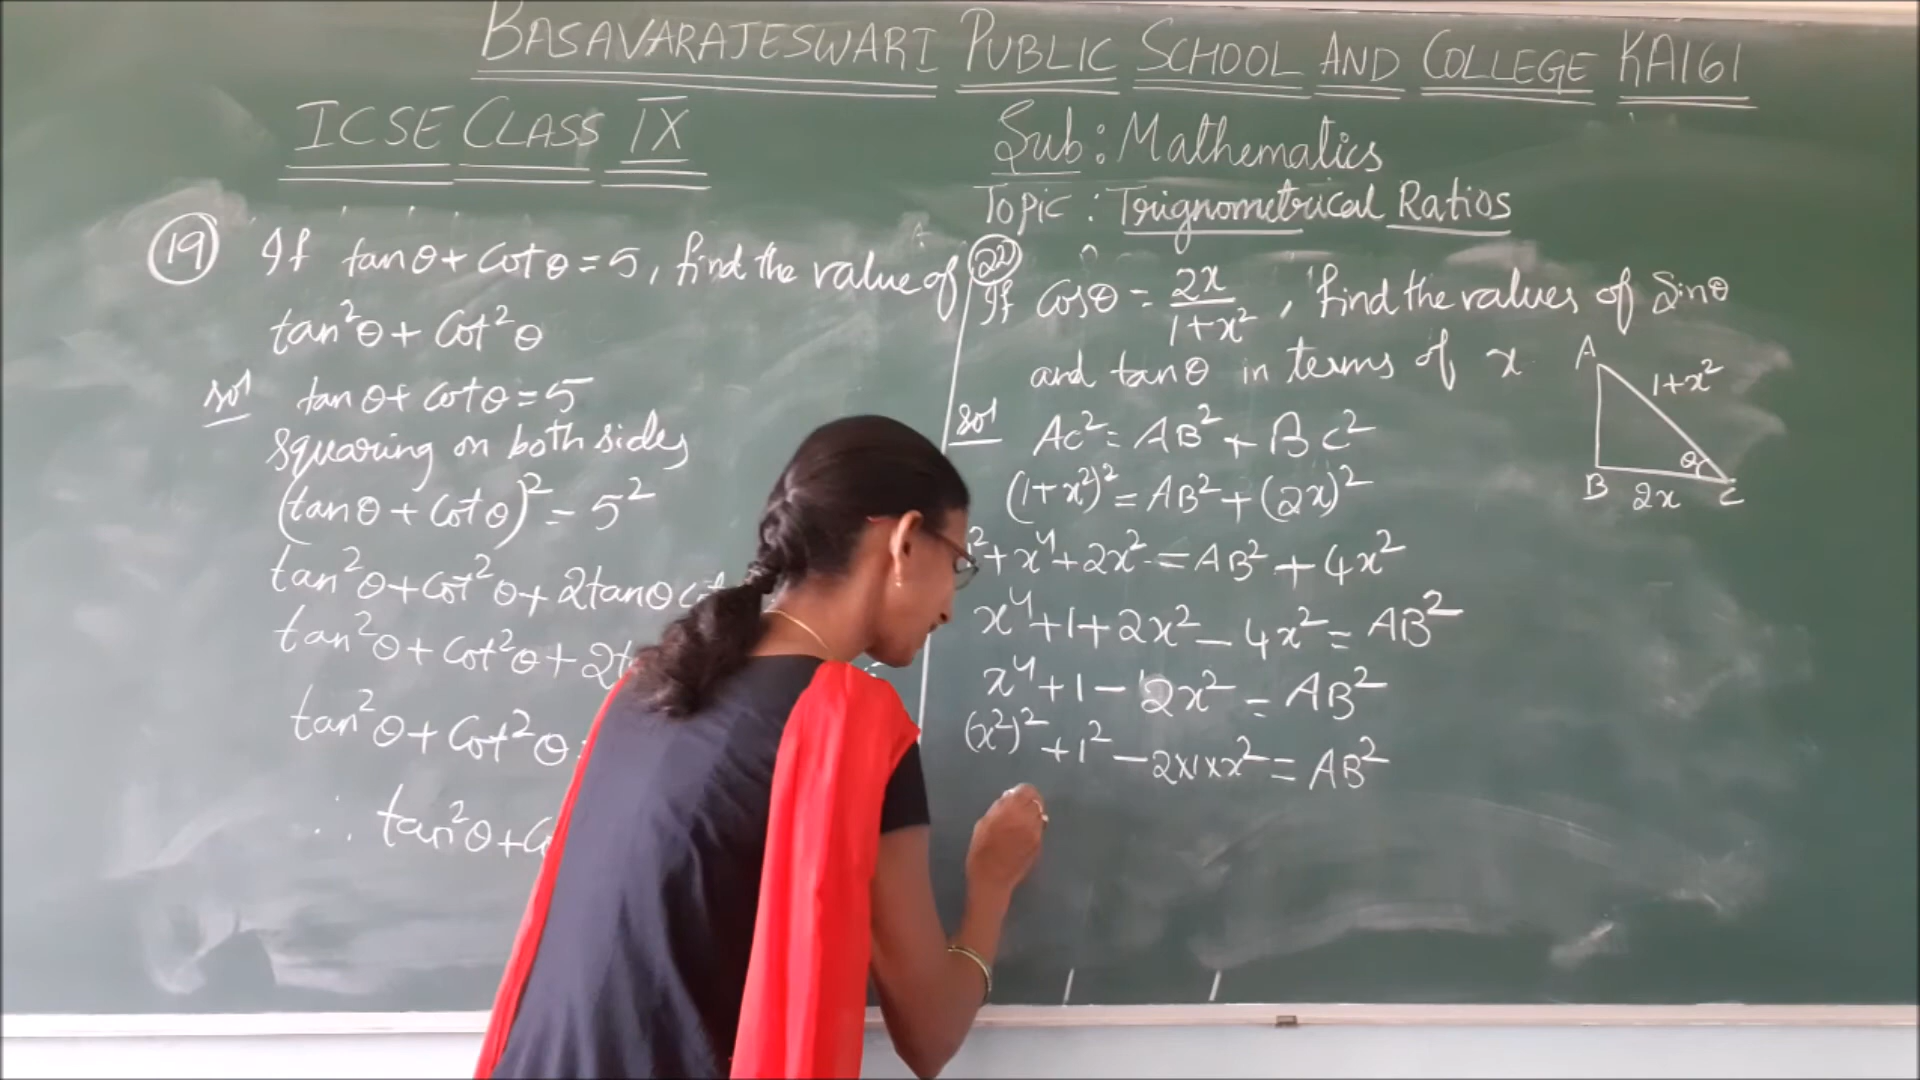 BASAVARAJESWARI PUBLIC SCHOOL AND COLLEGE KA161
ICSE CLASS IX
Sub: Mathematics
Topic: Trignometrical Ratios
(19) If tanθ + cotθ = 5, find the value of
tan²θ + Cot²θ
sol tanθ + cotθ = 5
Squaring on both sides
(tanθ + cotθ)² = 5²
tan²θ + cot²θ + 2tanθ
tan²θ + cot²θ + 2t
tan²θ + Cot²θ
∴ tan²θ +
(22)
If cosθ = 2x/1+x², find the values of Sinθ
and tanθ in terms of x
A
1+x²
θ
B 2x C
Sol AC² = AB² + BC²
(1+x²)² = AB² + (2x)²
² + x⁴ + 2x² = AB² + 4x²
x⁴ + 1 + 2x² - 4x² = AB²
x⁴ + 1 - 2x² = AB²
(x²)² + 1² - 2×1×x² = AB²